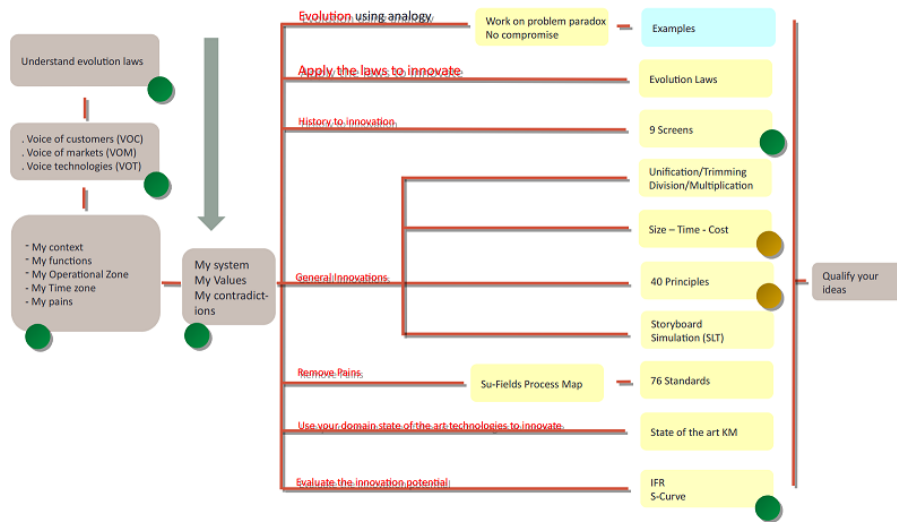 Evolution using analogy
Work on problem paradox
No compromise
Examples
Understand evolution laws
Apply the laws to innovate
Evolution Laws
. Voice of customers (VOC)
. Voice of markets (VOM)
. Voice technologies (VOT)
History to innovation
9 Screens
Unification/Trimming
Division/Multiplication
Size – Time - Cost
- My context
- My functions
- My Operational Zone
- My Time zone
- My pains
My system
My Values
My contradict-
ions
General Innovations
40 Principles
Qualify your
ideas
Storyboard
Simulation (SLT)
Remove Pains
Su-Fields Process Map
76 Standards
Use your domain state of the art technologies to innovate
State of the art KM
Evaluate the innovation potential
IFR
S-Curve